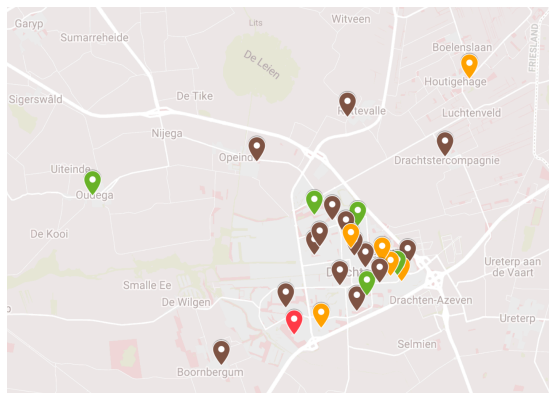 Garyp
Lits
Witveen
Sumarreheide
Boelenslaan
FRIESLAND
De Leien
Houtigehage
Sigerswâld
De Tike
Luchtenveld
Nijega
Opeind
Drachtstercompagnie
Uiteinde
Oudega
De Kooi
Ureterp aan
de Vaart
Smalle Ee
De Wilgen
Drachten-Azeven
Ureterp
Selmien
Boornbergum